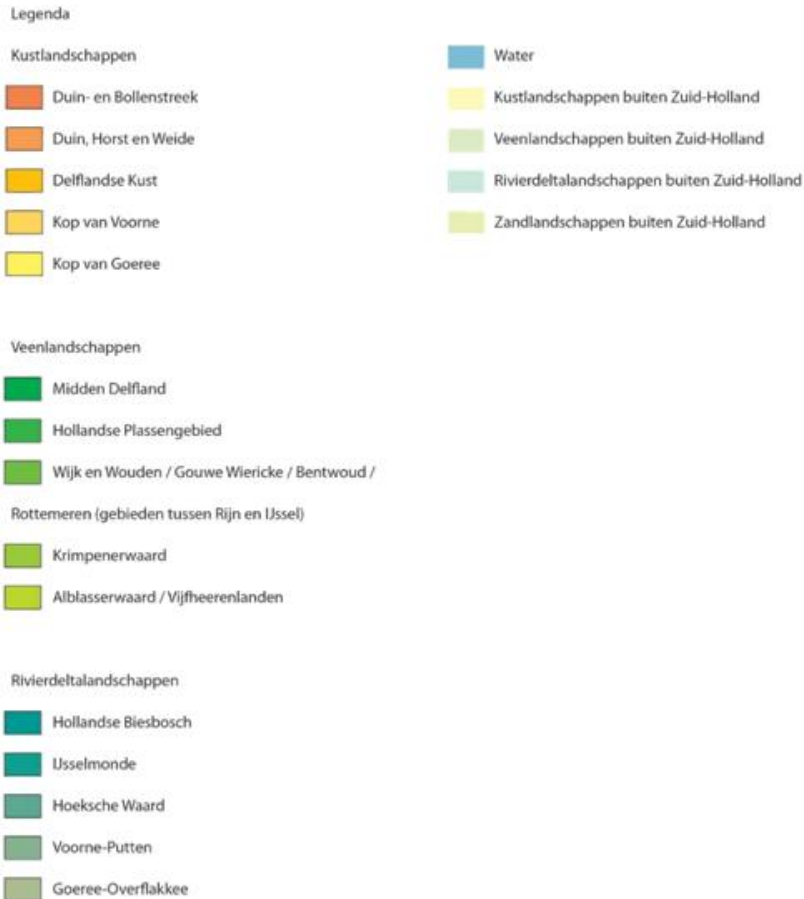 Legenda
Kustlandschappen
Duin- en Bollenstreek
Duin, Horst en Weide
Delflandse Kust
Kop van Voorne
Kop van Goeree
Veenlandschappen
Midden Delfland
Hollandse Plassengebied
Wijk en Wouden / Gouwe Wiericke / Bentwoud /
Rottemeren (gebieden tussen Rijn en IJssel)
Krimpenerwaard
Alblasserwaard / Vijfheerenlanden
Rivierdeltalandschappen
Hollandse Biesbosch
IJsselmonde
Hoeksche Waard
Voorne-Putten
Goeree-Overflakkee
Water
Kustlandschappen buiten Zuid-Holland
Veenlandschappen buiten Zuid-Holland
Rivierdeltalandschappen buiten Zuid-Holland
Zandlandschappen buiten Zuid-Holland